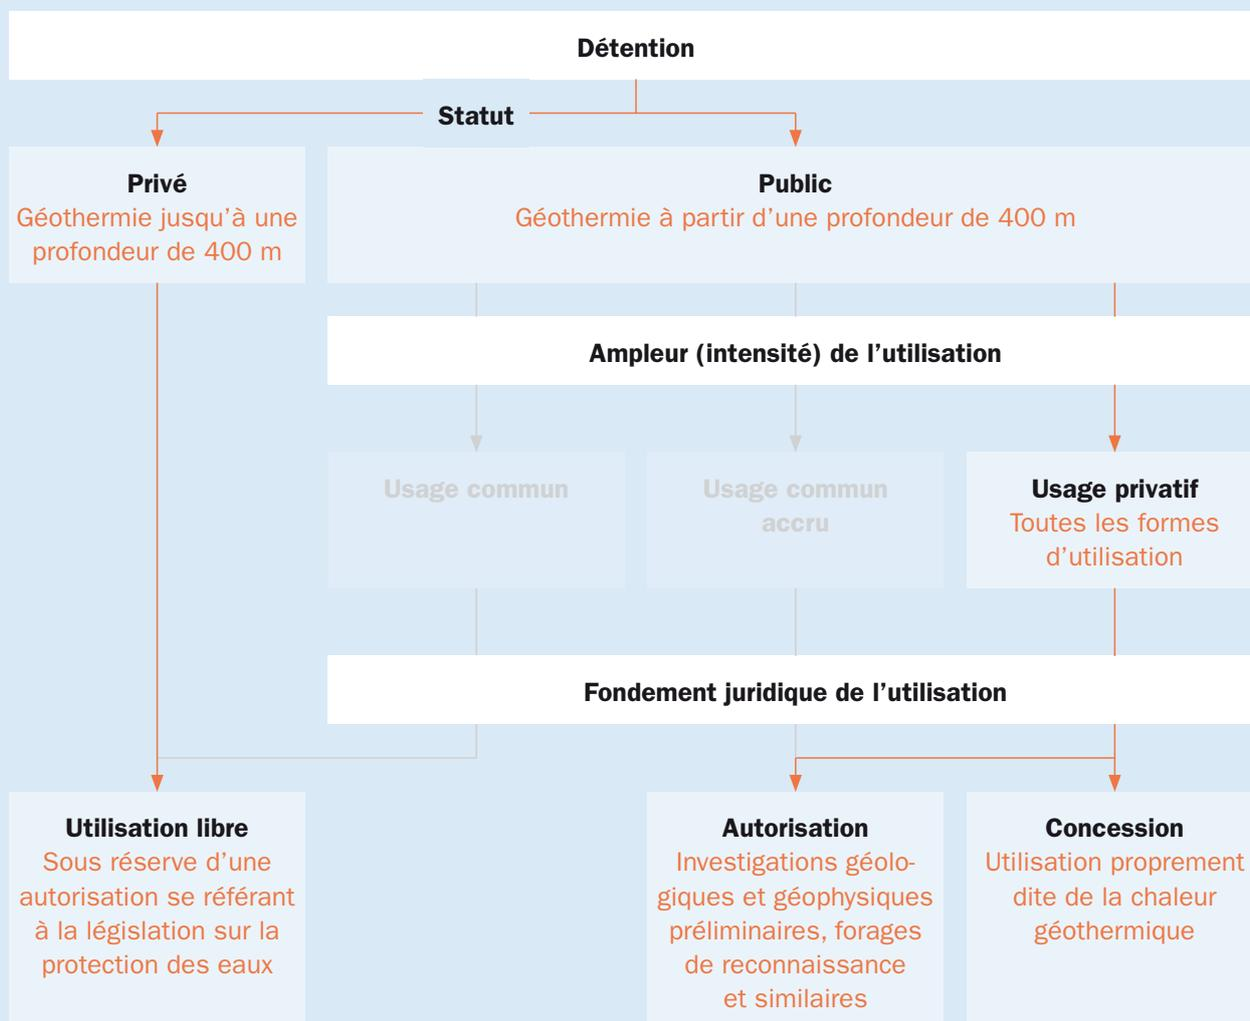 Détention
Statut
Privé
Géothermie jusqu’à une
profondeur de 400 m
Public
Géothermie à partir d’une profondeur de 400 m
Ampleur (intensité) de l’utilisation
Usage commun
Usage commun
accru
Usage privatif
Toutes les formes
d’utilisation
Fondement juridique de l’utilisation
Utilisation libre
Sous réserve d’une
autorisation se référant
à la législation sur la
protection des eaux
Autorisation
Investigations géolo-
giques et géophysiques
préliminaires, forages
de reconnaissance
et similaires
Concession
Utilisation proprement
dite de la chaleur
géothermique